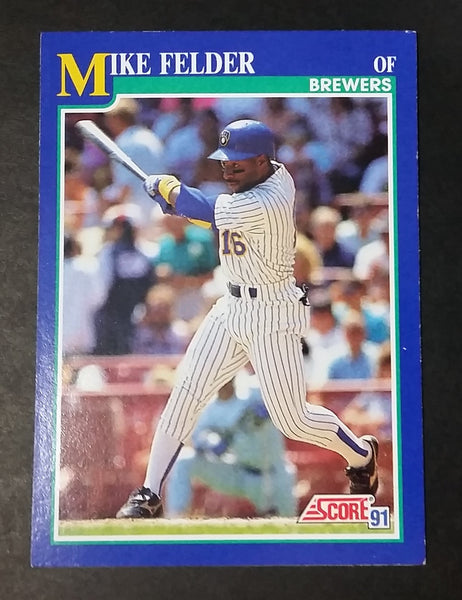 MIKE FELDER OF
BREWERS
16
SCORE 91